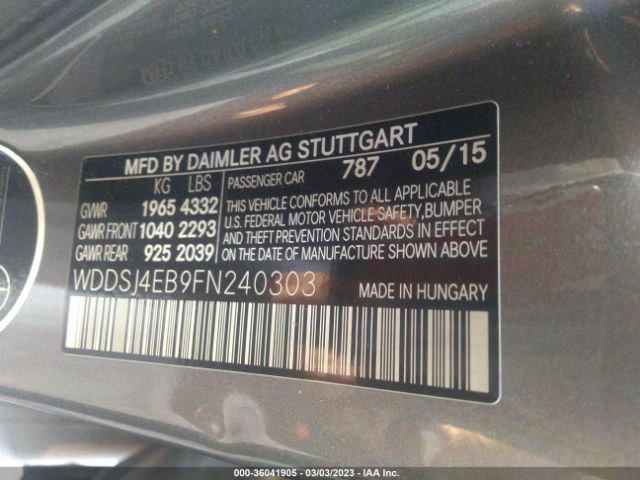 MFD BY DAIMLER AG STUTTGART
KG LBS PASSENGER CAR 787 05/15
GVWR 1965 4332
GAWR FRONT 1040 2293
GAWR REAR 925 2039
THIS VEHICLE CONFORMS TO ALL APPLICABLE
U.S. FEDERAL MOTOR VEHICLE SAFETY,BUMPER
AND THEFT PREVENTION STANDARDS IN EFFECT
ON THE DATE OF MANUFACTURE SHOWN ABOVE
WDDSJ4EB9FN240303 MADE IN HUNGARY
000-36041905 — 03/03/2023 — IAA Inc.